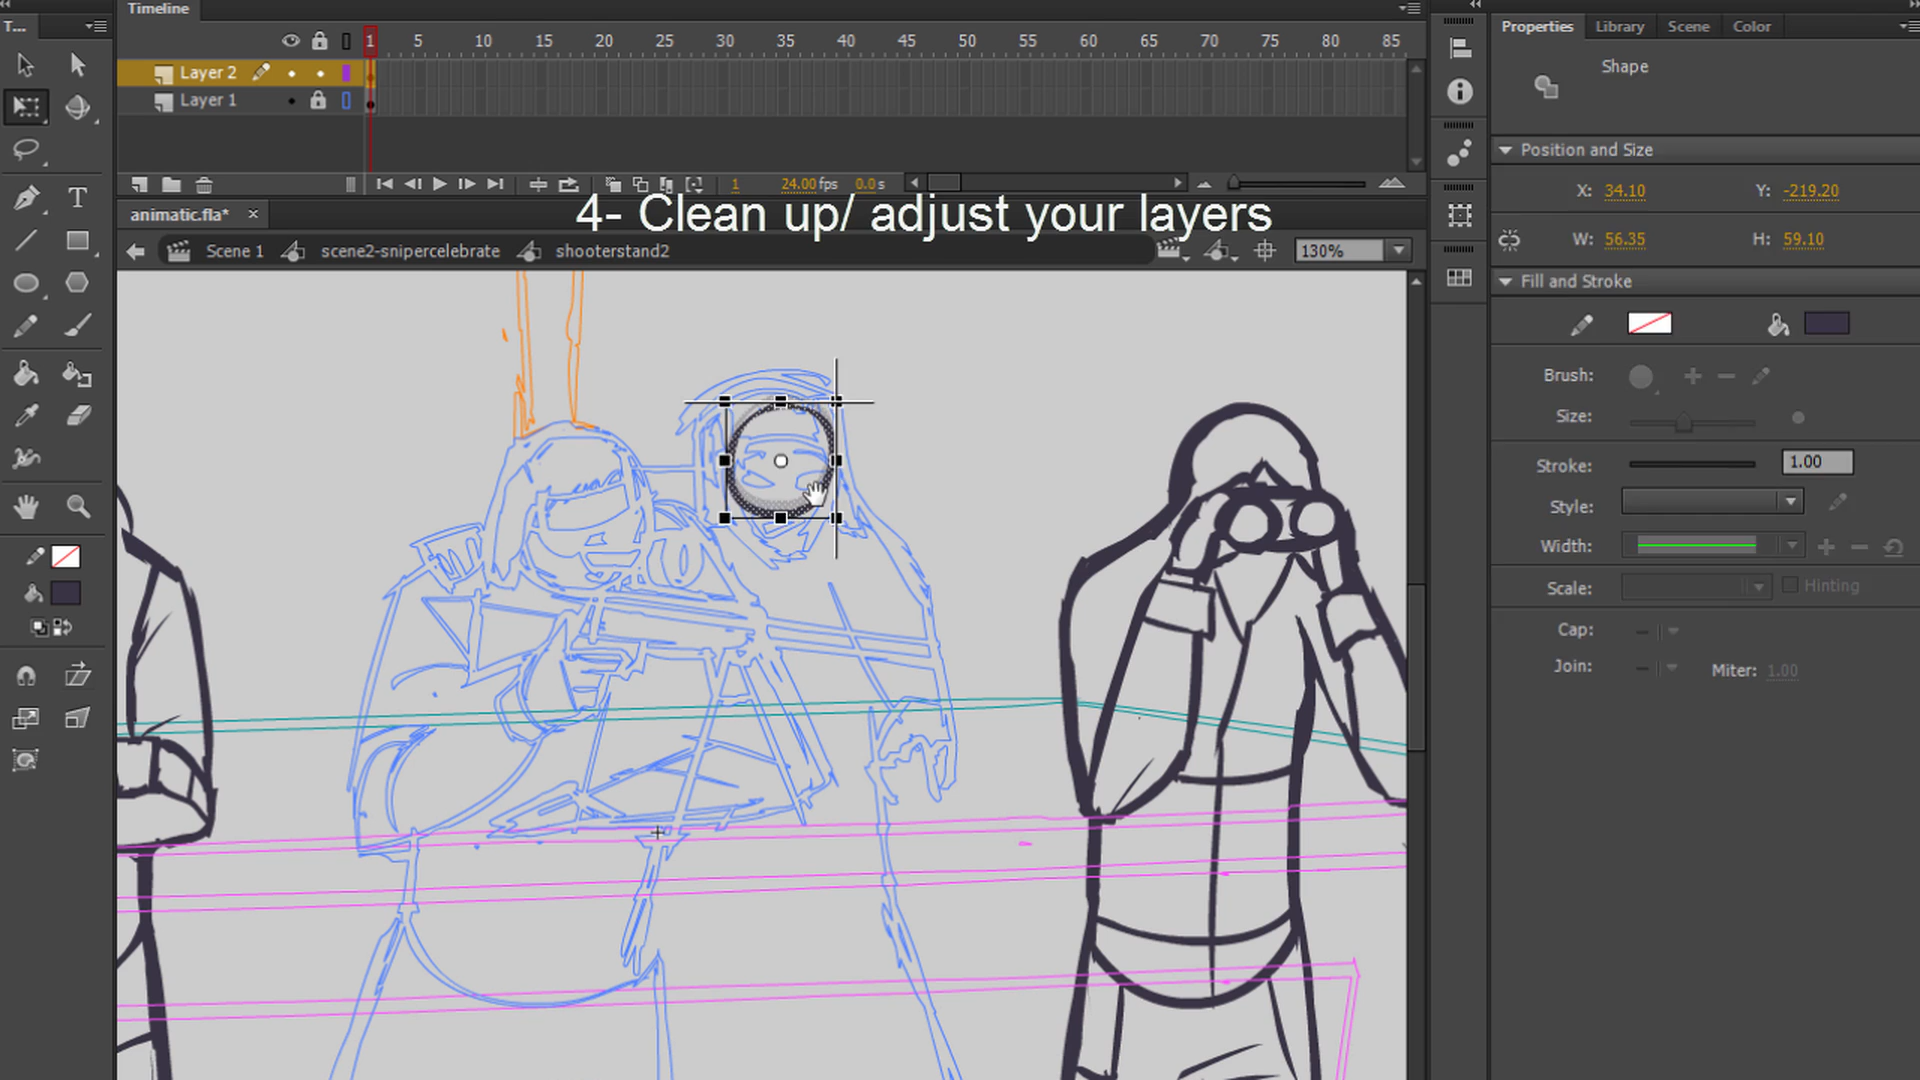 Timeline
T...
1 5 10 15 20 25 30 35 40 45 50 55 60 65 70 75 80 85
Layer 2
Layer 1
1 24.00 fps 0.0 s
animatic.fla* ×
4- Clean up/ adjust your layers
Scene 1 scene2-snipercelebrate shooterstand2 130%
Properties Library Scene Color
Shape
Position and Size
X: 34.10 Y: -219.20
W: 56.35 H: 59.10
Fill and Stroke
Brush:
Size:
Stroke: 1.00
Style:
Width:
Scale: Hinting
Cap:
Join: Miter: 1.00